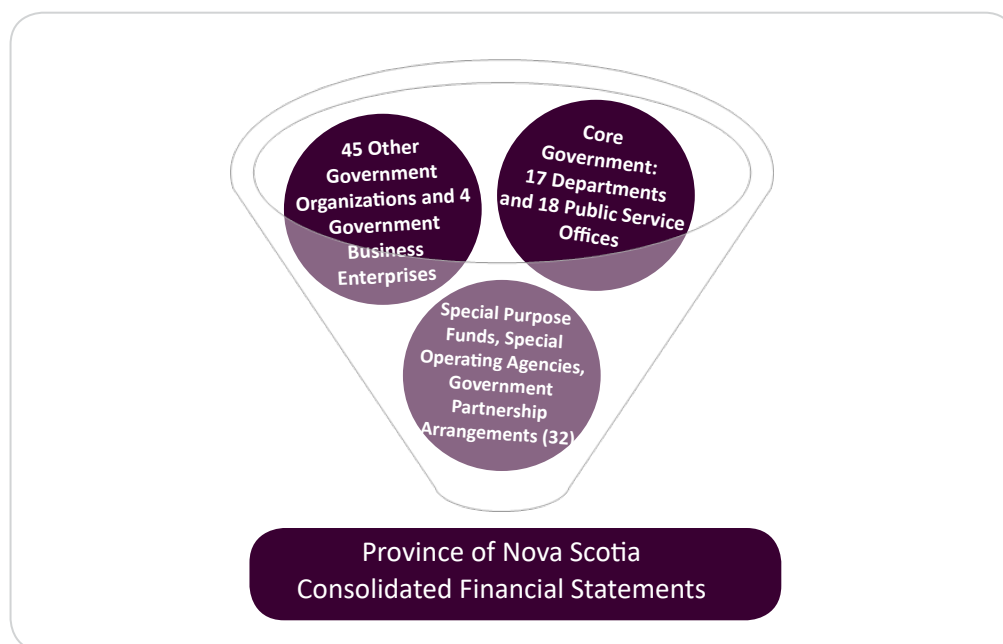 45 Other
Government
Organizations and 4
Government
Business
Enterprises
Core
Government:
17 Departments
and 18 Public Service
Offices
Special Purpose
Funds, Special
Operating Agencies,
Government
Partnership
Arrangements (32)
Province of Nova Scotia
Consolidated Financial Statements